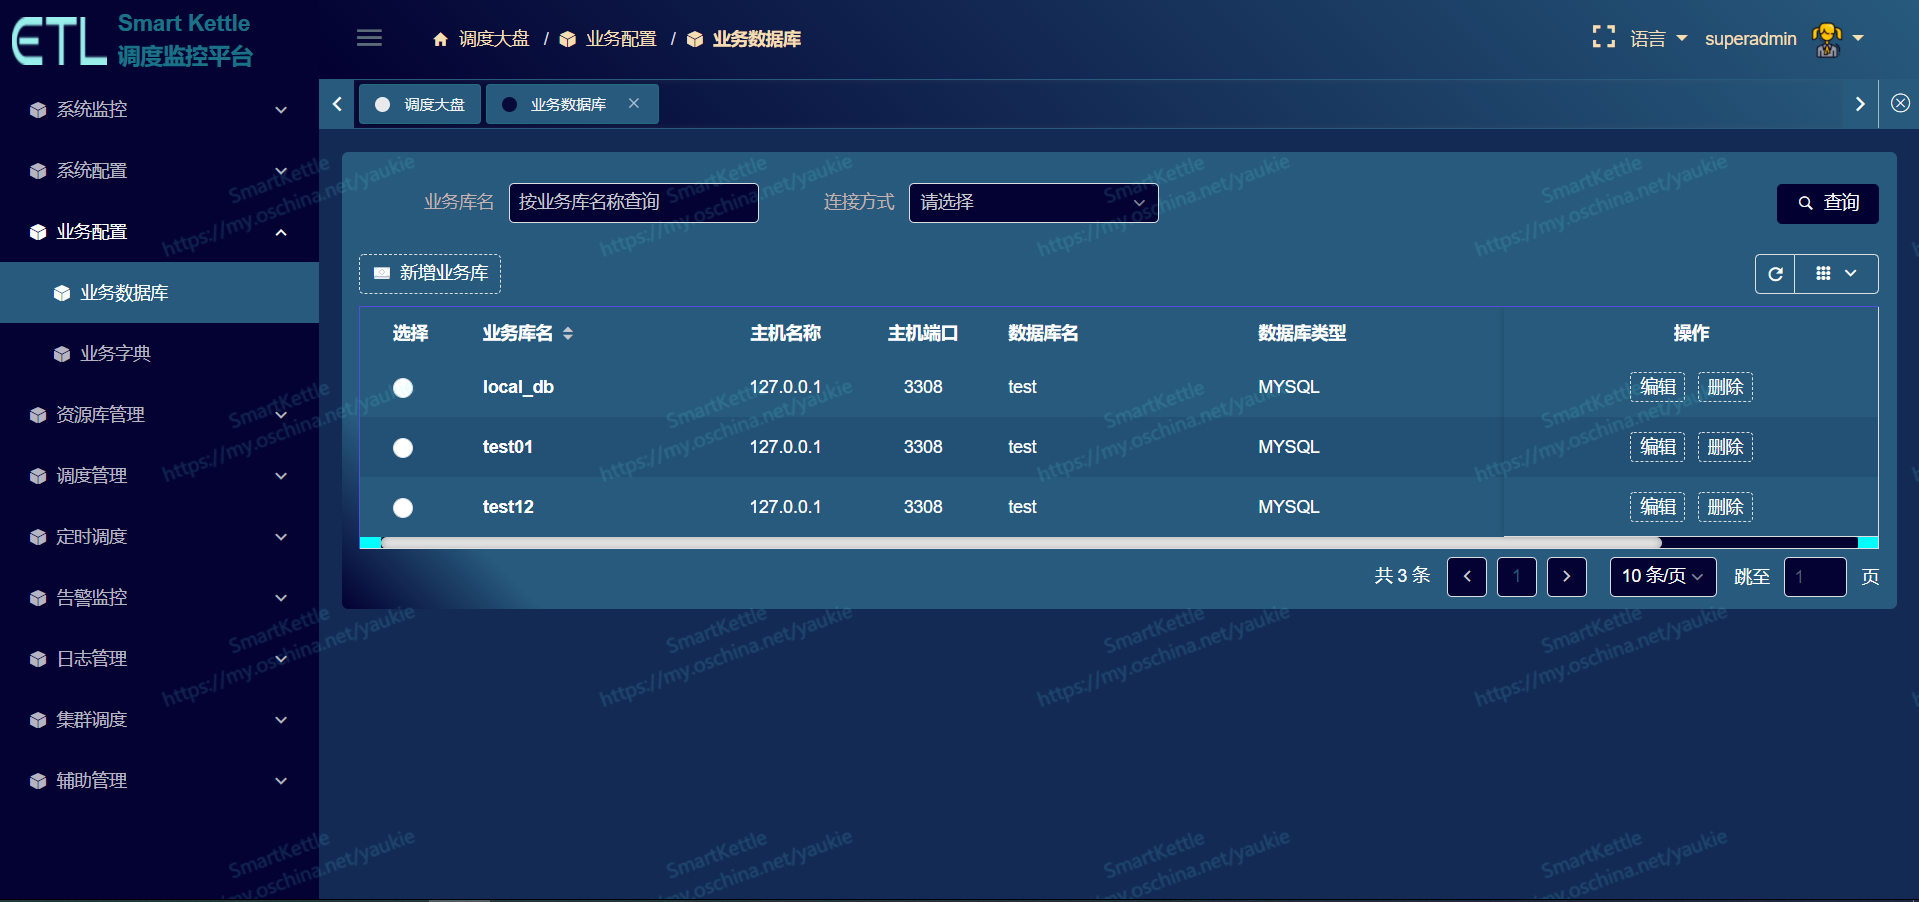 ETL
Smart Kettle
调度监控平台
调度大盘 / 业务配置 / 业务数据库
语言
superadmin
系统监控
系统配置
业务配置
业务数据库
业务字典
资源库管理
调度管理
定时调度
告警监控
日志管理
集群调度
辅助管理
调度大盘
业务数据库
业务库名
按业务库名称查询
连接方式
请选择
查询
新增业务库
选择 业务库名 主机名称 主机端口 数据库名 数据库类型 操作
local_db 127.0.0.1 3308 test MYSQL 编辑 删除
test01 127.0.0.1 3308 test MYSQL 编辑 删除
test12 127.0.0.1 3308 test MYSQL 编辑 删除
共 3 条 1 10 条/页 跳至 1 页
SmartKettle
https://my.oschina.net/yaukie